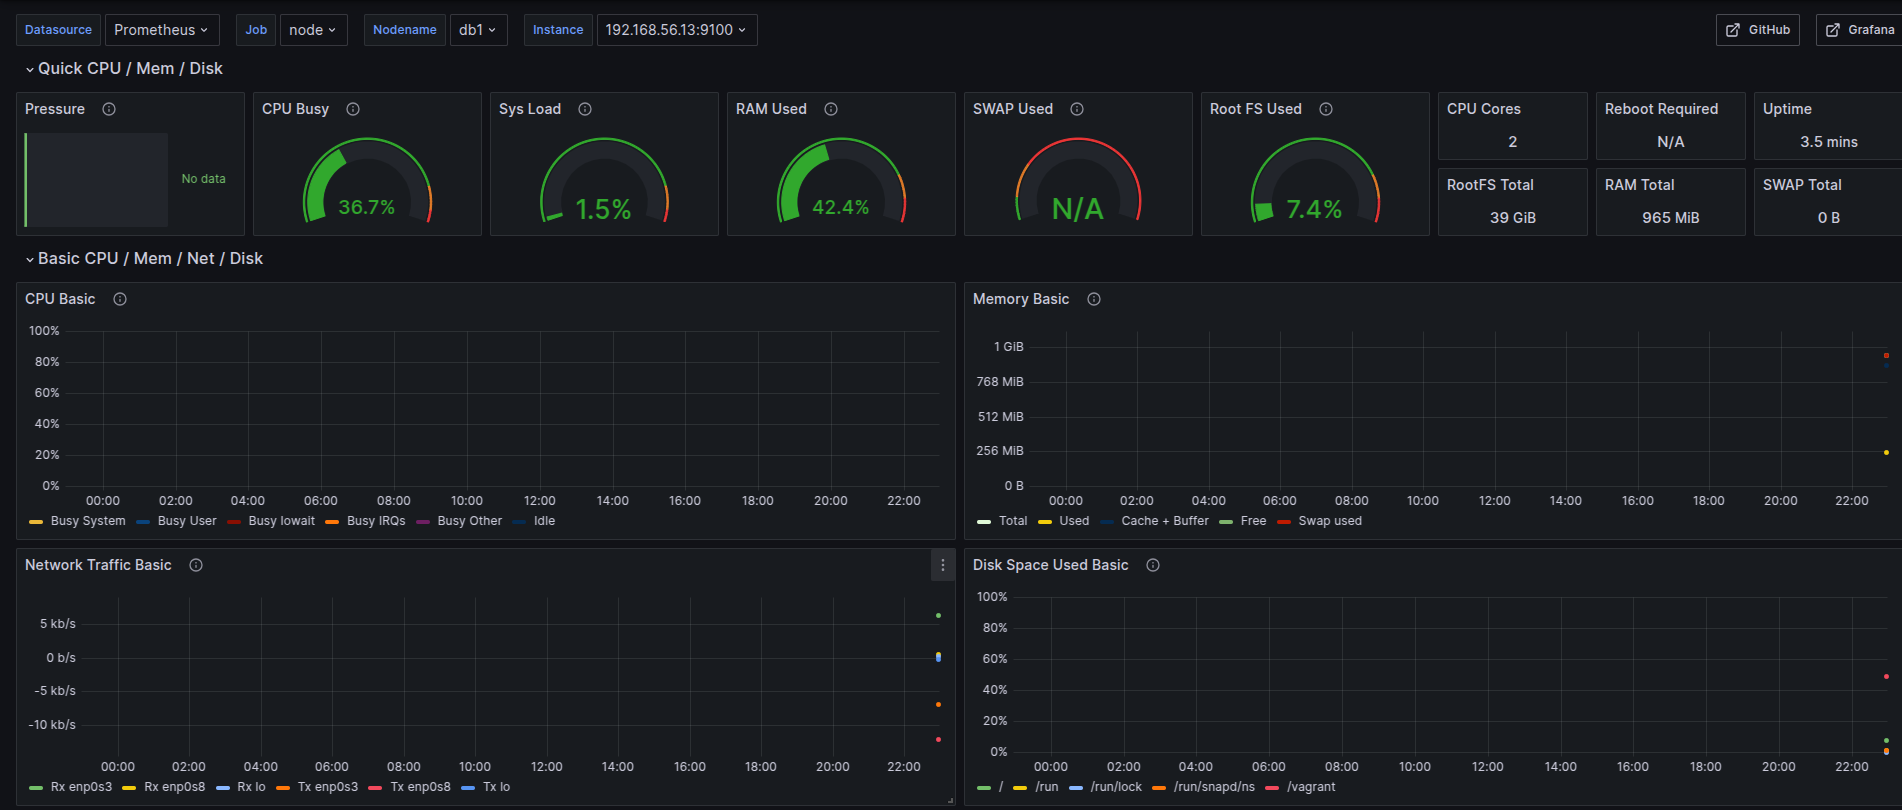 Datasource Prometheus Job node Nodename db1 Instance 192.168.56.13:9100 GitHub Grafana
Quick CPU / Mem / Disk
Pressure
No data
CPU Busy
36.7%
Sys Load
1.5%
RAM Used
42.4%
SWAP Used
N/A
Root FS Used
7.4%
CPU Cores
2
Reboot Required
N/A
Uptime
3.5 mins
RootFS Total
39 GiB
RAM Total
965 MiB
SWAP Total
0 B
Basic CPU / Mem / Net / Disk
CPU Basic
100%
80%
60%
40%
20%
0%
00:00 02:00 04:00 06:00 08:00 10:00 12:00 14:00 16:00 18:00 20:00 22:00
Busy System Busy User Busy Iowait Busy IRQs Busy Other Idle
Memory Basic
1 GiB
768 MiB
512 MiB
256 MiB
0 B
00:00 02:00 04:00 06:00 08:00 10:00 12:00 14:00 16:00 18:00 20:00 22:00
Total Used Cache + Buffer Free Swap used
Network Traffic Basic
5 kb/s
0 b/s
-5 kb/s
-10 kb/s
00:00 02:00 04:00 06:00 08:00 10:00 12:00 14:00 16:00 18:00 20:00 22:00
Rx enp0s3 Rx enp0s8 Rx lo Tx enp0s3 Tx enp0s8 Tx lo
Disk Space Used Basic
100%
80%
60%
40%
20%
0%
00:00 02:00 04:00 06:00 08:00 10:00 12:00 14:00 16:00 18:00 20:00 22:00
/ /run /run/lock /run/snapd/ns /vagrant